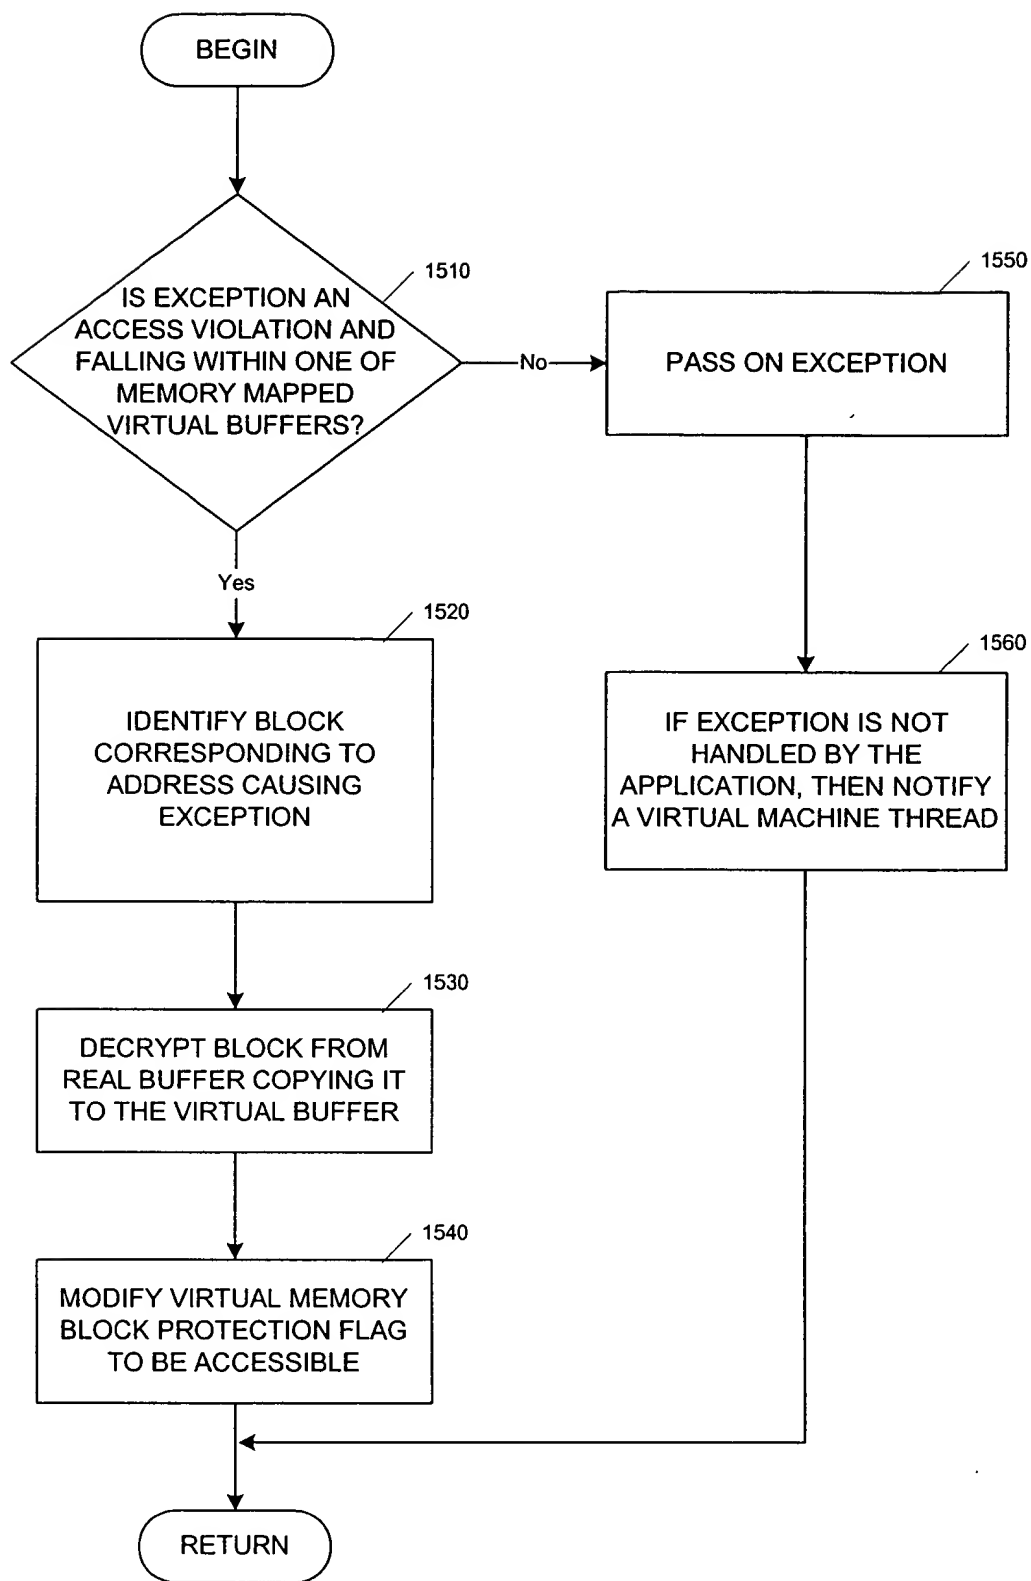 BEGIN
1510
IS EXCEPTION AN
ACCESS VIOLATION AND
FALLING WITHIN ONE OF
MEMORY MAPPED
VIRTUAL BUFFERS?
No
1550
PASS ON EXCEPTION
Yes
1520
IDENTIFY BLOCK
CORRESPONDING TO
ADDRESS CAUSING
EXCEPTION
1560
IF EXCEPTION IS NOT
HANDLED BY THE
APPLICATION, THEN NOTIFY
A VIRTUAL MACHINE THREAD
1530
DECRYPT BLOCK FROM
REAL BUFFER COPYING IT
TO THE VIRTUAL BUFFER
1540
MODIFY VIRTUAL MEMORY
BLOCK PROTECTION FLAG
TO BE ACCESSIBLE
RETURN